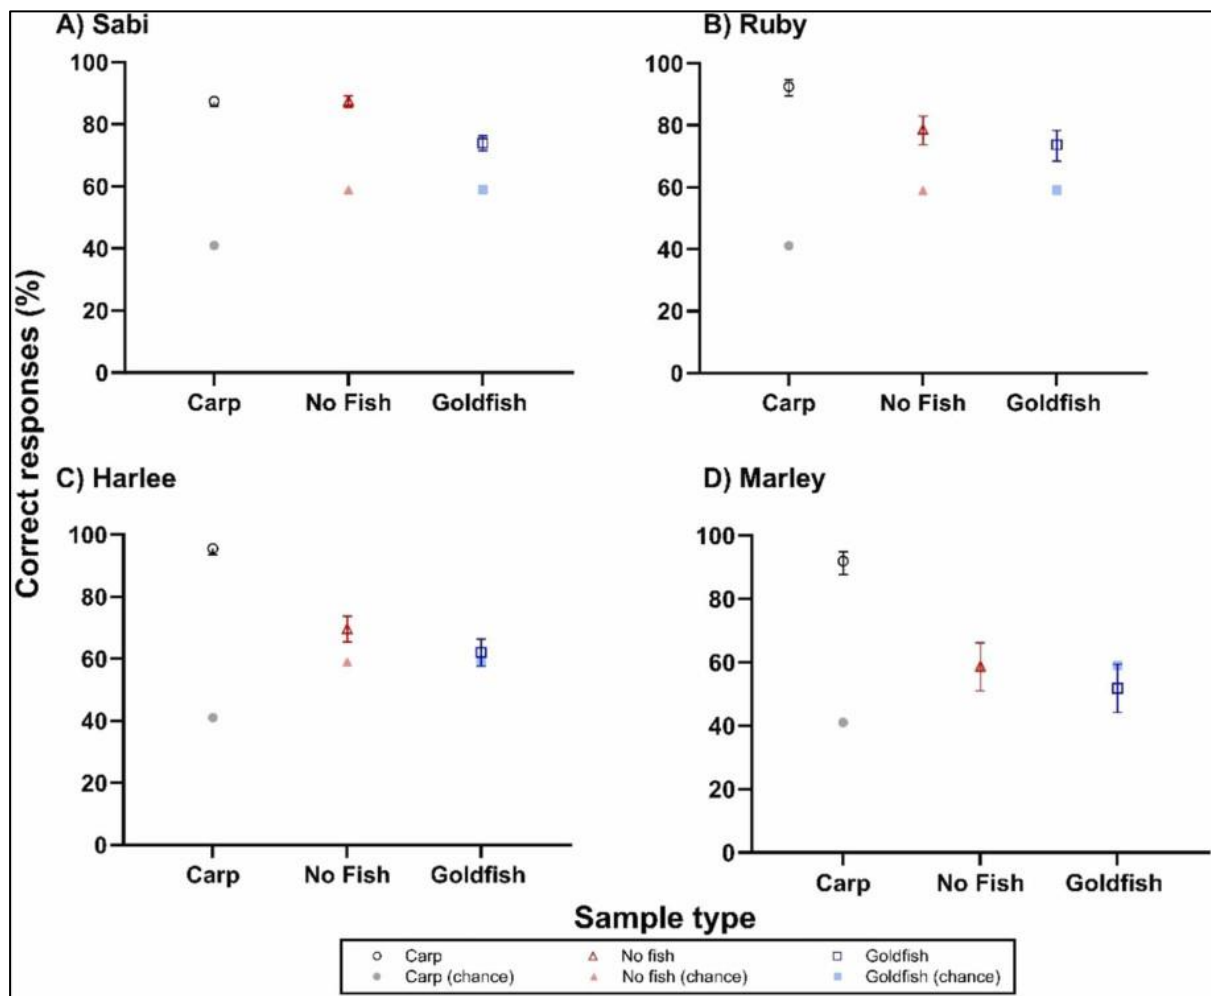 A) Sabi
B) Ruby
100
80
60
40
20
0
Carp No Fish Goldfish
100
80
60
40
20
0
Carp No Fish Goldfish
C) Harlee
D) Marley
100
80
60
40
20
0
Carp No Fish Goldfish
100
80
60
40
20
0
Carp No Fish Goldfish
Correct responses (%)
Sample type
Carp No fish Goldfish
Carp (chance) No fish (chance) Goldfish (chance)